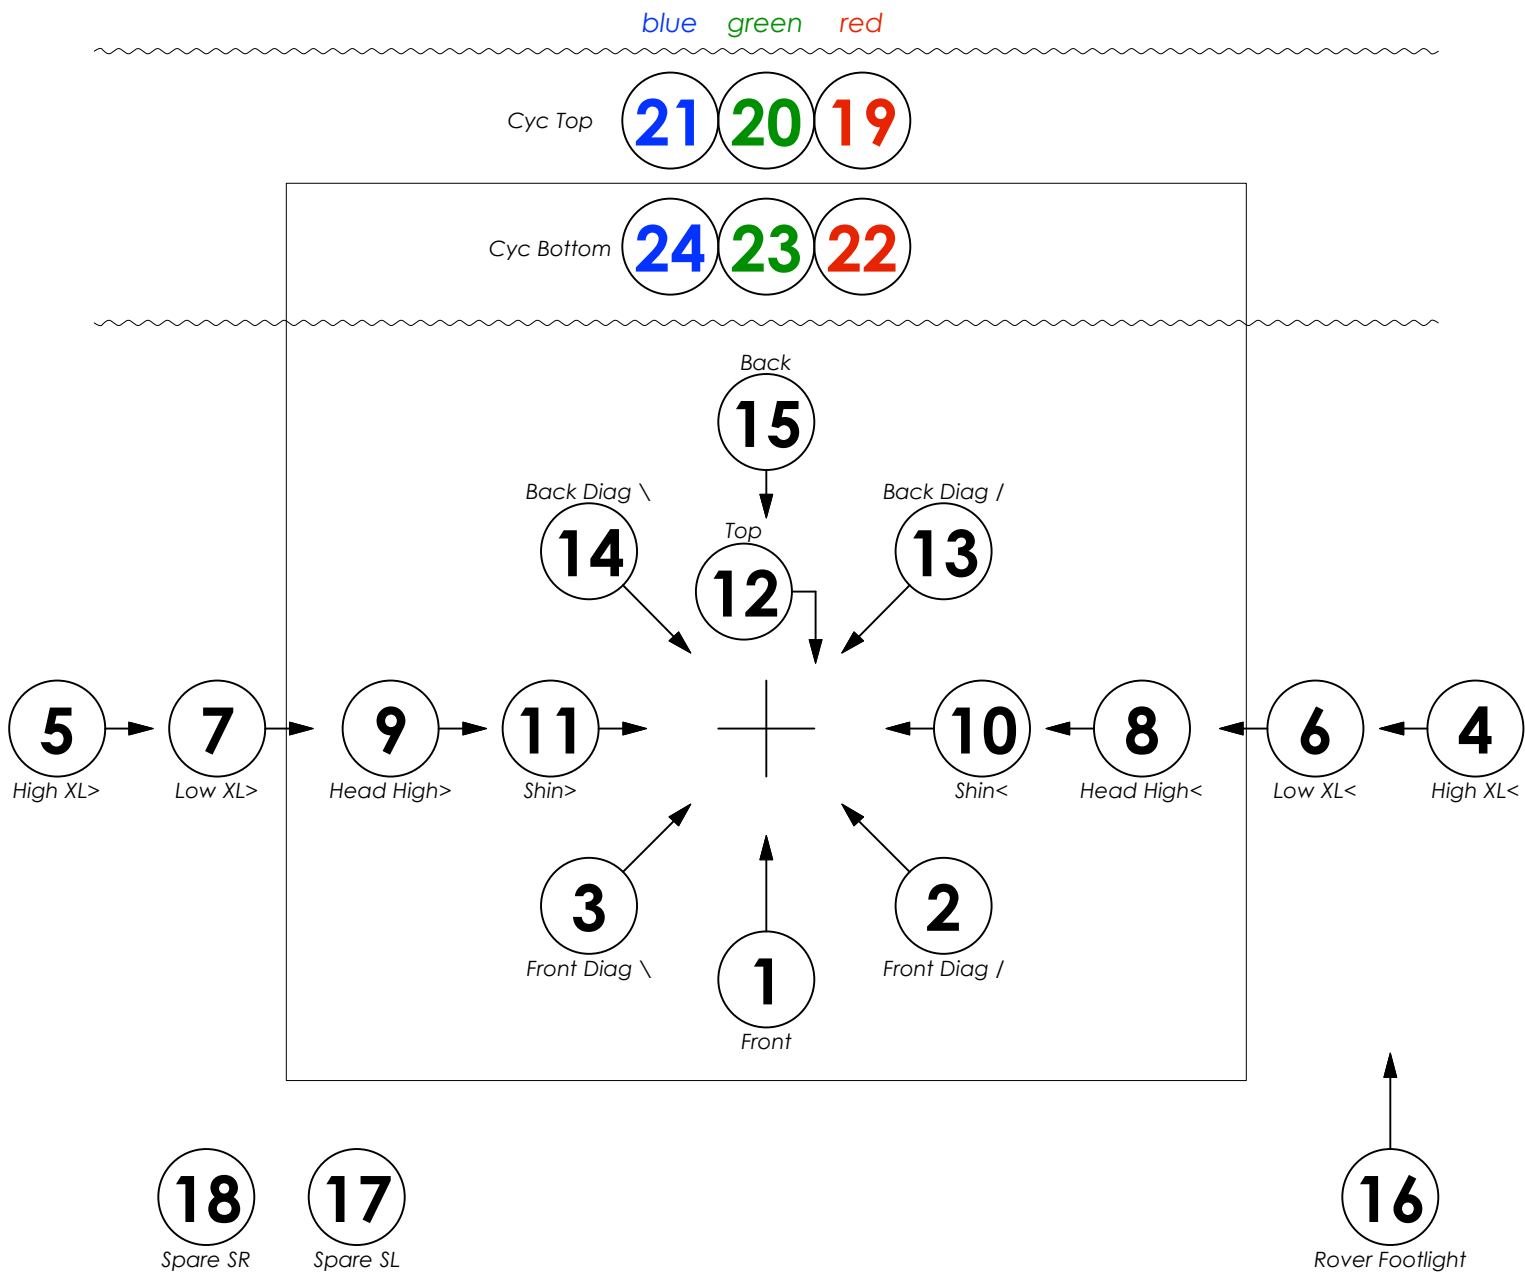 blue green red
Cyc Top 21 20 19
Cyc Bottom 24 23 22
Back
15
Back Diag \ Back Diag /
14 13
Top
12
5 7 9 11 10 8 6 4
High XL> Low XL> Head High> Shin> Shin< Head High< Low XL< High XL<
3 2
Front Diag \ Front Diag /
1
Front
18 17 16
Spare SR Spare SL Rover Footlight